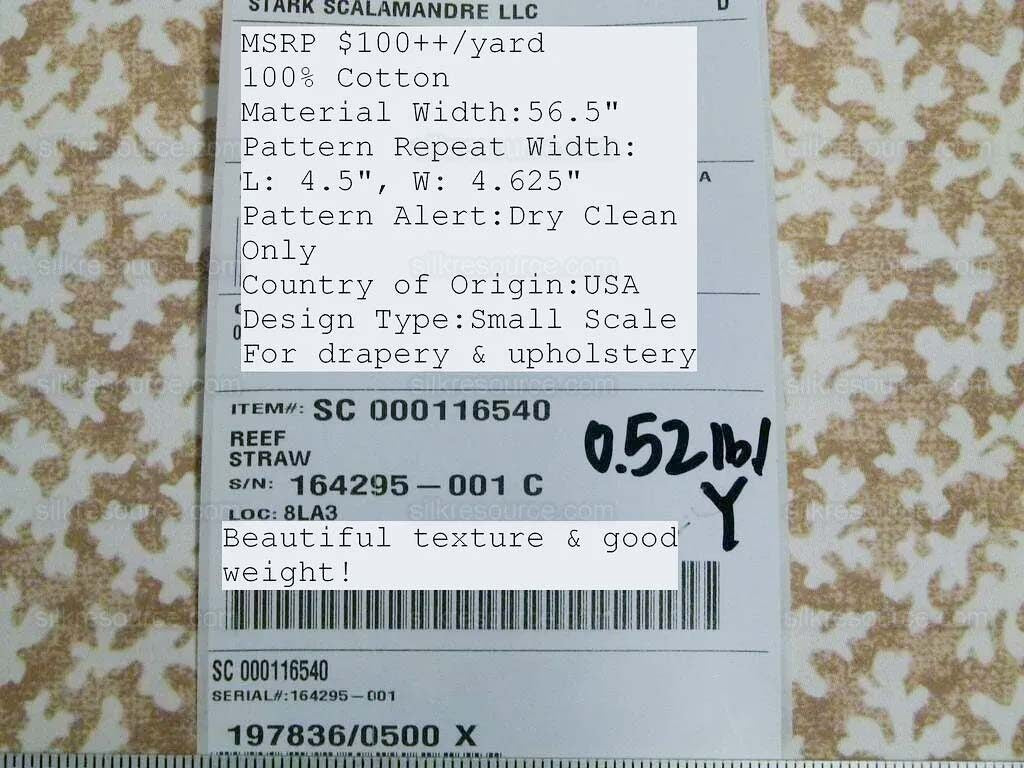 STARK SCALAMANDRE LLC
D
MSRP $100++/yard
100% Cotton
Material Width:56.5"
Pattern Repeat Width:
L: 4.5", W: 4.625"
A
Pattern Alert:Dry Clean
Only
Country of Origin:USA
Design Type:Small Scale
For drapery & upholstery
ITEM#: SC 000116540
REEF
STRAW
S/N: 164295-001 C
LOC: 8LA3
0.52 lb/
Y
Beautiful texture & good
weight!
SC 000116540
SERIAL#:164295-001
197836/0500 X
silkresource.com